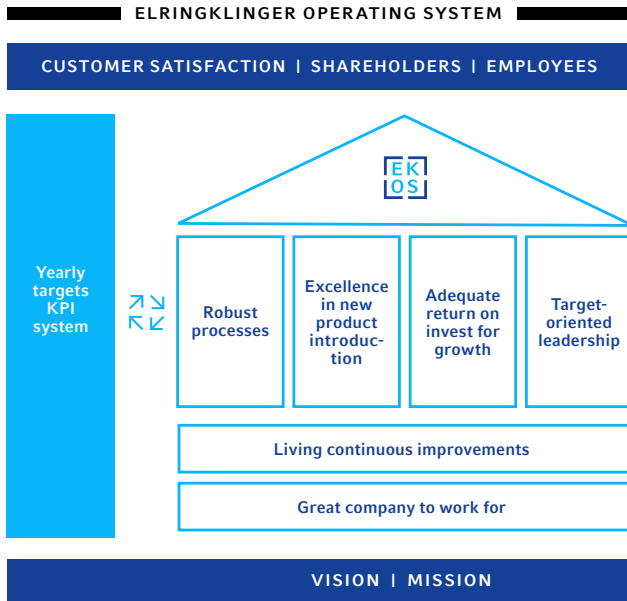 ELRINGKLINGER OPERATING SYSTEM
CUSTOMER SATISFACTION | SHAREHOLDERS | EMPLOYEES
EK
OS
Yearly
targets
KPI
system
Robust
processes
Excellence
in new
product
introduc-
tion
Adequate
return on
invest for
growth
Target-
oriented
leadership
Living continuous improvements
Great company to work for
VISION | MISSION